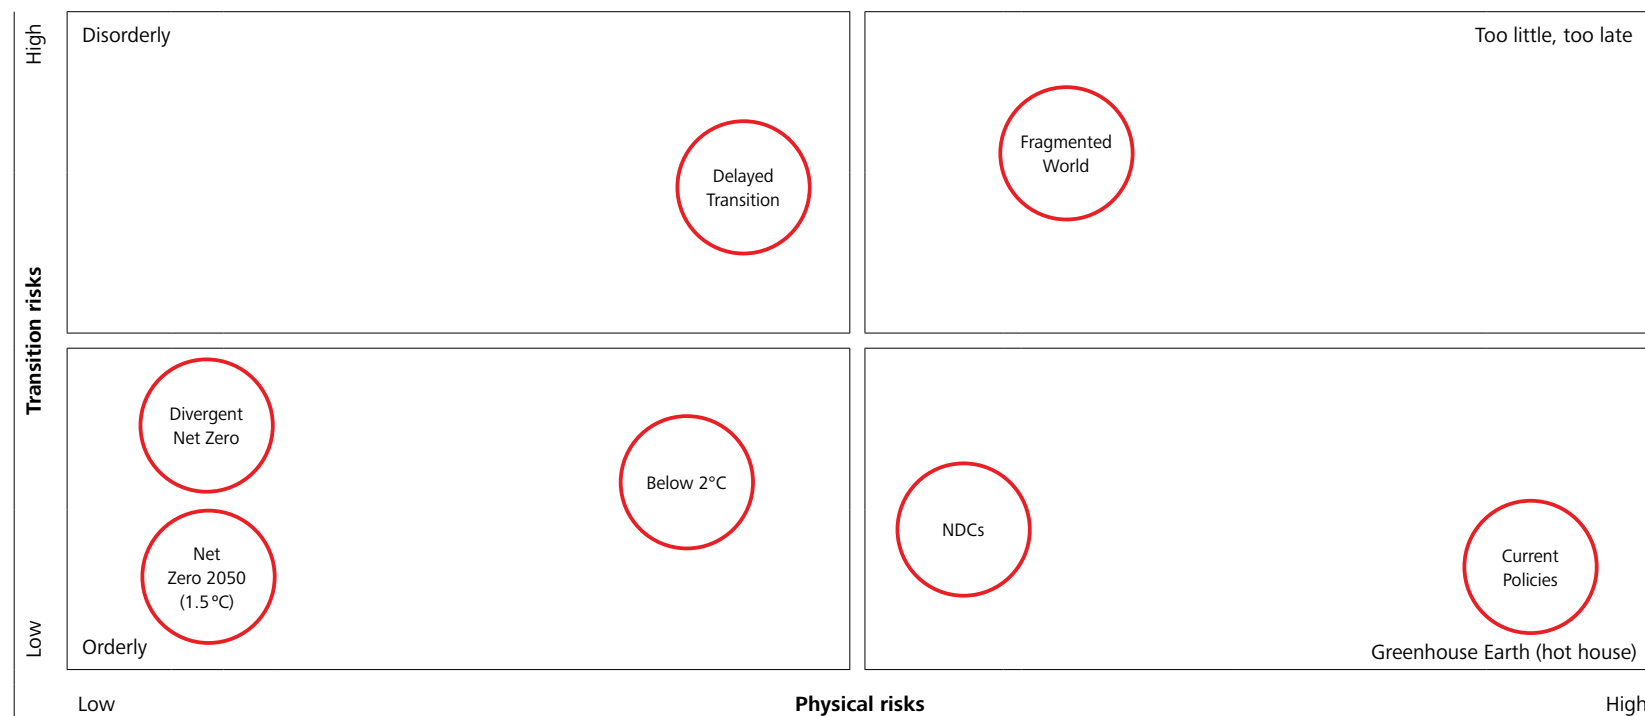 High
Transition risks
Low
Disorderly
Delayed
Transition
Too little, too late
Fragmented
World
Divergent
Net Zero
Net
Zero 2050
(1.5 ºC)
Below 2°C
Orderly
NDCs
Current
Policies
Greenhouse Earth (hot house)
Low
Physical risks
High